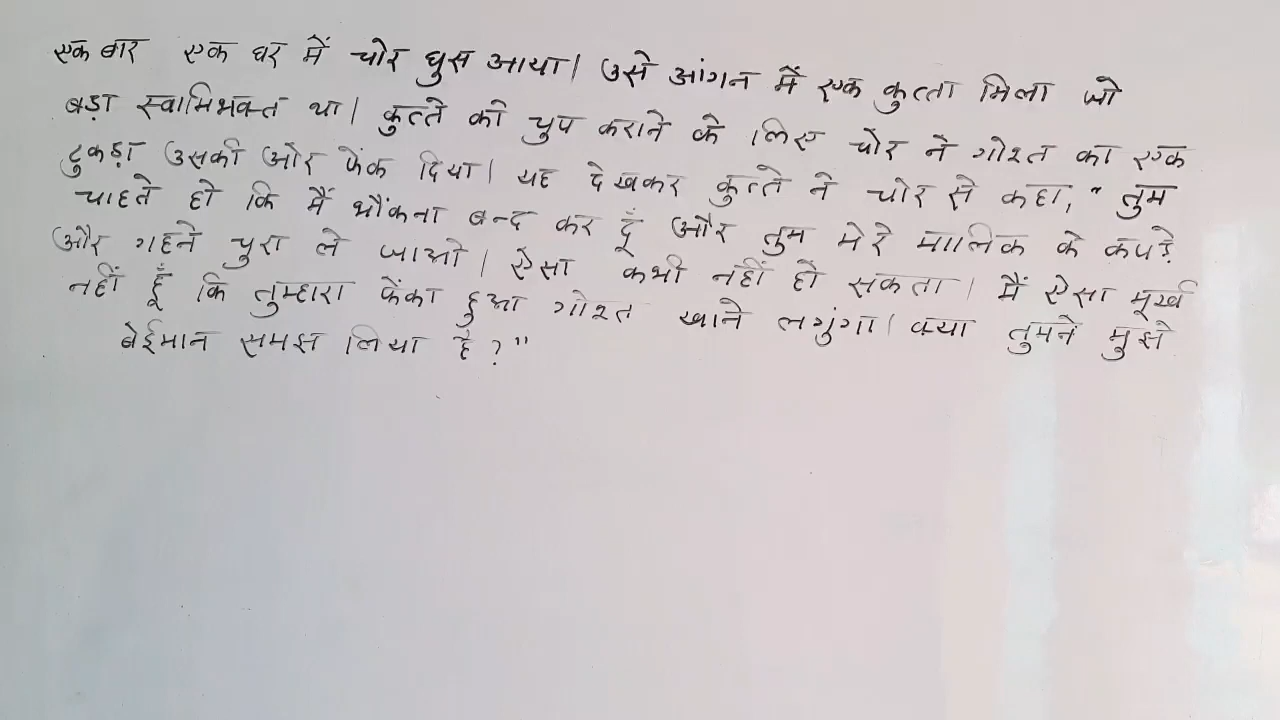 एक बार एक घर में चोर घुस आया। उसे आंगन में एक कुत्ता मिला जो
बड़ा स्वामिभक्त था। कुत्ते को चुप कराने के लिए चोर ने गोश्त का एक
टुकड़ा उसकी ओर फेंक दिया। यह देखकर कुत्ते ने चोर से कहा, "तुम
चाहते हो कि मैं भौंकना बन्द कर दूँ और तुम मेरे मालिक के कपड़े
और गहने चुरा ले जाओ। ऐसा कभी नहीं हो सकता। मैं ऐसा मूर्ख
नहीं हूँ कि तुम्हारा फेंका हुआ गोश्त खाने लगुंगा। क्या तुमने मुझे
बेईमान समझ लिया है?"